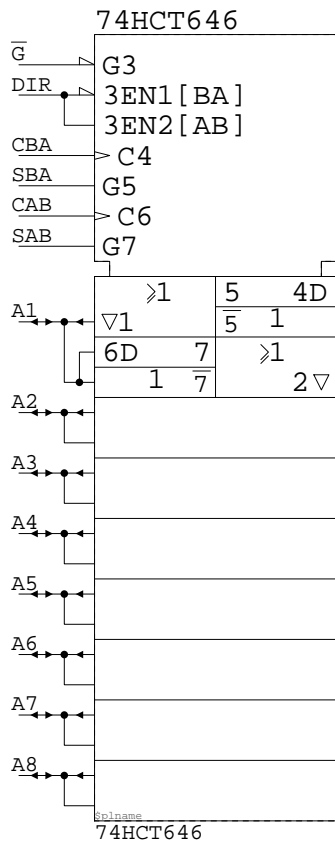 74HCT646
G̅ G3
DIR 3EN1[BA]
3EN2[AB]
CBA C4
SBA G5
CAB C6
SAB G7
≥1 5 4D
A1 ▽1 5̅ 1
6D 7 ≥1
1 7̅ 2▽
A2
A3
A4
A5
A6
A7
A8
$plname
74HCT646